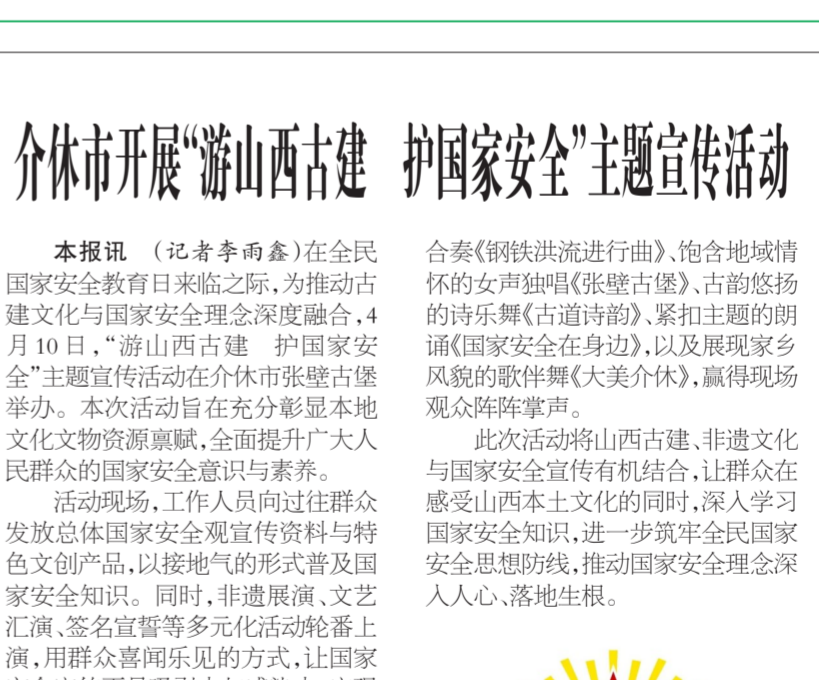 介休市开展“游山西古建　护国家安全”主题宣传活动
本报讯　(记者李雨鑫)在全民
国家安全教育日来临之际,为推动古
建文化与国家安全理念深度融合,4
月10日,“游山西古建　护国家安
全”主题宣传活动在介休市张壁古堡
举办。本次活动旨在充分彰显本地
文化文物资源禀赋,全面提升广大人
民群众的国家安全意识与素养。
活动现场,工作人员向过往群众
发放总体国家安全观宣传资料与特
色文创产品,以接地气的形式普及国
家安全知识。同时,非遗展演、文艺
汇演、签名宣誓等多元化活动轮番上
演,用群众喜闻乐见的方式,让国家
合奏《钢铁洪流进行曲》、饱含地域情
怀的女声独唱《张壁古堡》、古韵悠扬
的诗乐舞《古道诗韵》、紧扣主题的朗
诵《国家安全在身边》,以及展现家乡
风貌的歌伴舞《大美介休》,赢得现场
观众阵阵掌声。
此次活动将山西古建、非遗文化
与国家安全宣传有机结合,让群众在
感受山西本土文化的同时,深入学习
国家安全知识,进一步筑牢全民国家
安全思想防线,推动国家安全理念深
入人心、落地生根。